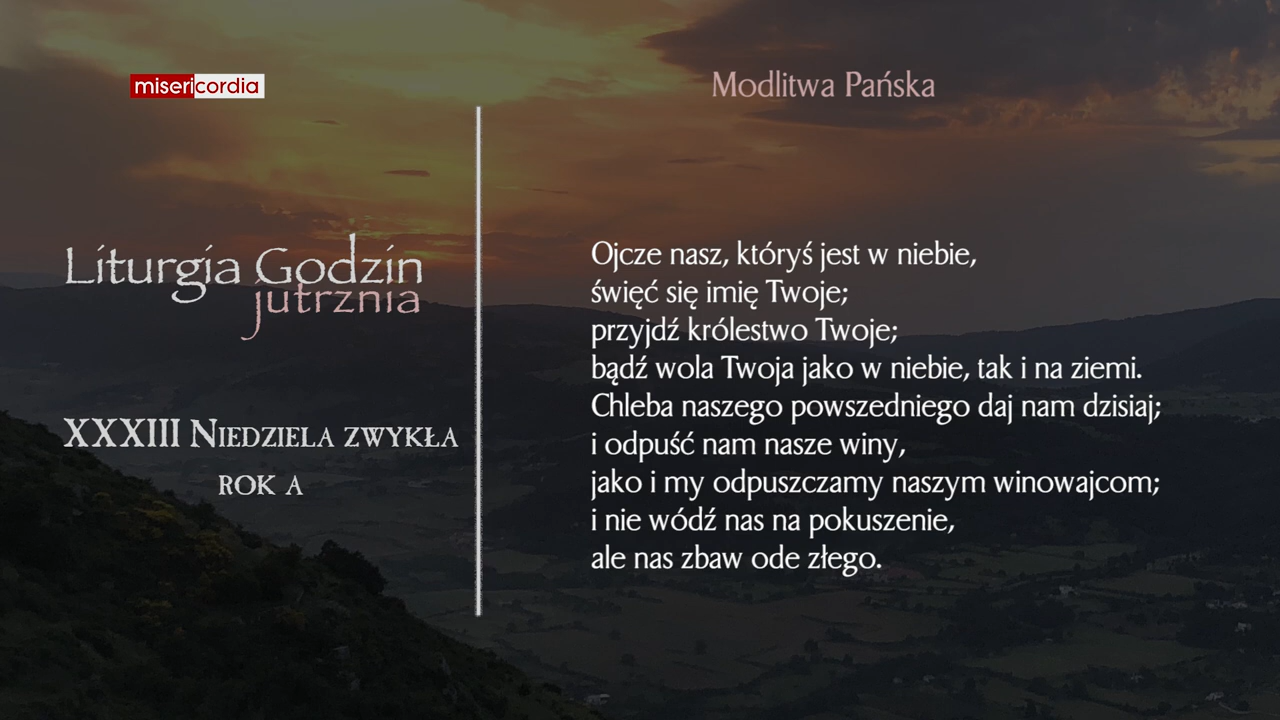 misericordia
Liturgia Godzin
jutrznia
XXXIII Niedziela zwykła
rok A
Modlitwa Pańska
Ojcze nasz, któryś jest w niebie,
święć się imię Twoje;
przyjdź królestwo Twoje;
bądź wola Twoja jako w niebie, tak i na ziemi.
Chleba naszego powszedniego daj nam dzisiaj;
i odpuść nam nasze winy,
jako i my odpuszczamy naszym winowajcom;
i nie wódź nas na pokuszenie,
ale nas zbaw ode złego.